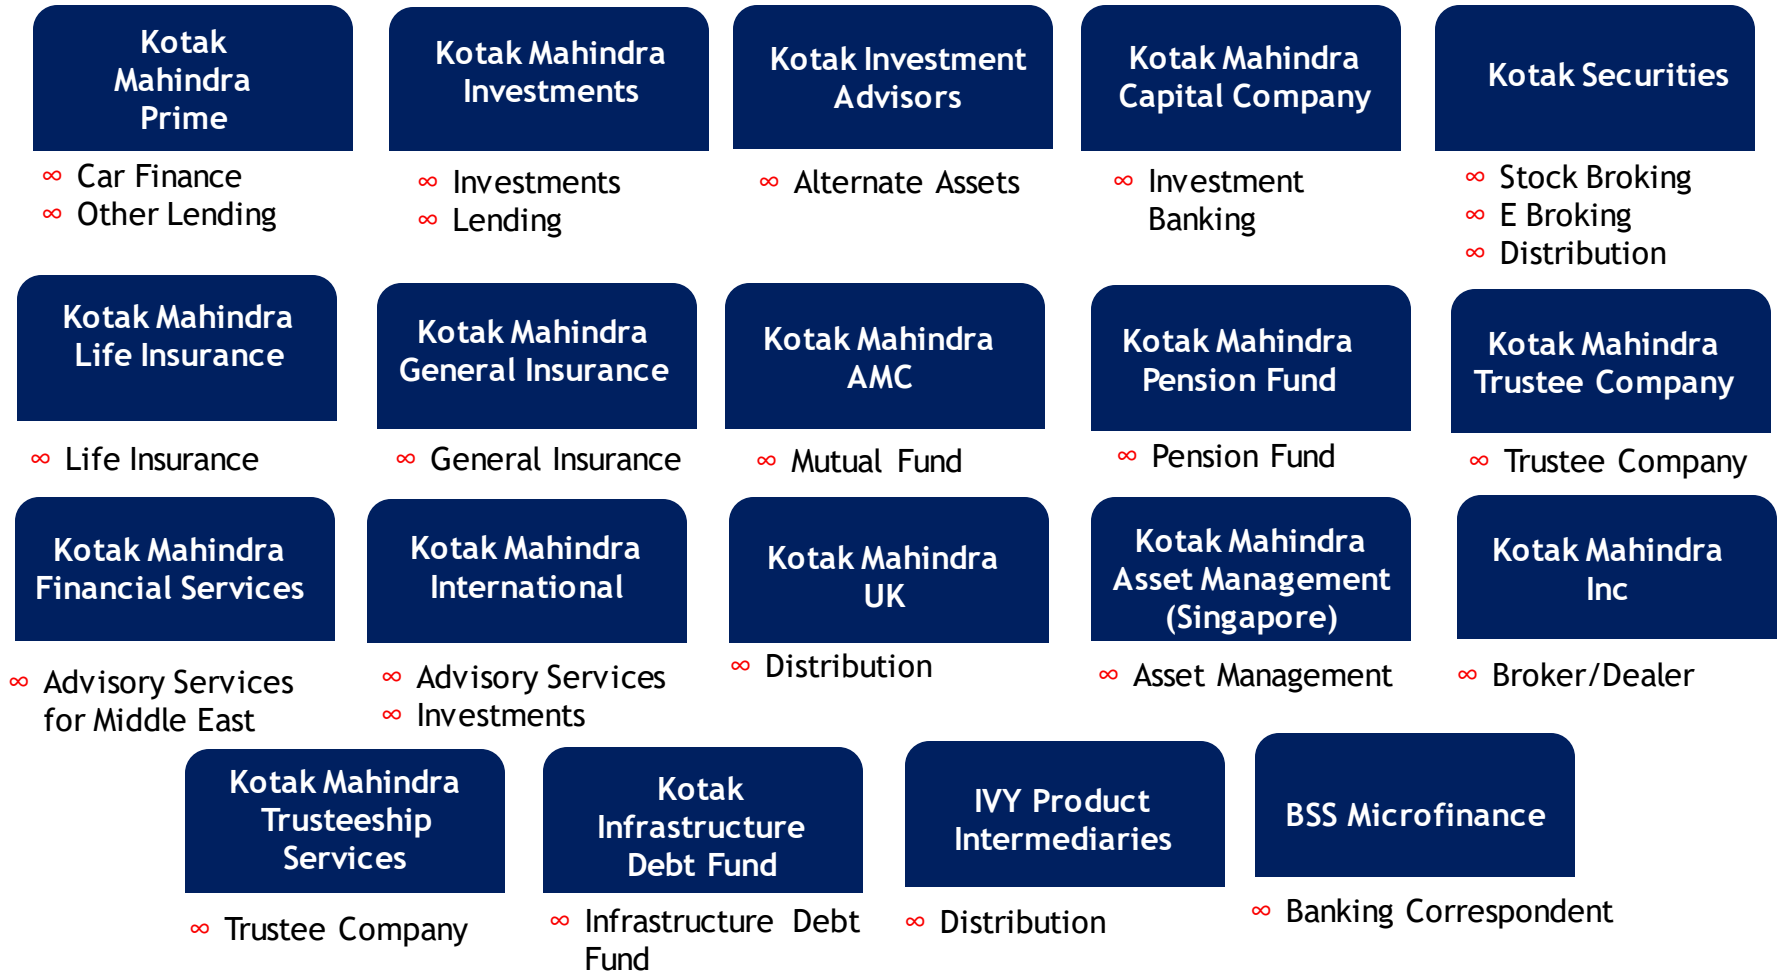 Kotak
Mahindra
Prime
∞ Car Finance
∞ Other Lending
Kotak Mahindra
Investments
∞ Investments
∞ Lending
Kotak Investment
Advisors
∞ Alternate Assets
Kotak Mahindra
Capital Company
∞ Investment
Banking
Kotak Securities
∞ Stock Broking
∞ E Broking
∞ Distribution
Kotak Mahindra
Life Insurance
∞ Life Insurance
Kotak Mahindra
General Insurance
∞ General Insurance
Kotak Mahindra
AMC
∞ Mutual Fund
Kotak Mahindra
Pension Fund
∞ Pension Fund
Kotak Mahindra
Trustee Company
∞ Trustee Company
Kotak Mahindra
Financial Services
∞ Advisory Services
for Middle East
Kotak Mahindra
International
∞ Advisory Services
∞ Investments
Kotak Mahindra
UK
∞ Distribution
Kotak Mahindra
Asset Management
(Singapore)
∞ Asset Management
Kotak Mahindra
Inc
∞ Broker/Dealer
Kotak Mahindra
Trusteeship
Services
∞ Trustee Company
Kotak
Infrastructure
Debt Fund
∞ Infrastructure Debt
Fund
IVY Product
Intermediaries
∞ Distribution
BSS Microfinance
∞ Banking Correspondent